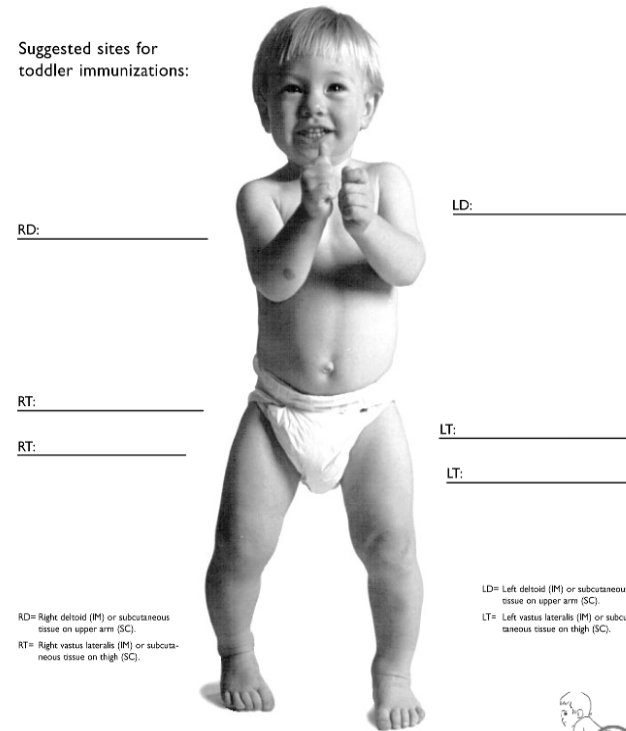 Suggested sites for
toddler immunizations:
RD:
LD:
RT:
LT:
RT:
LT:
RD= Right deltoid (IM) or subcutaneous
tissue on upper arm (SC).
RT= Right vastus lateralis (IM) or subcuta-
neous tissue on thigh (SC).
LD= Left deltoid (IM) or subcutaneous
tissue on upper arm (SC).
LT= Left vastus lateralis (IM) or subcu
taneous tissue on thigh (SC).